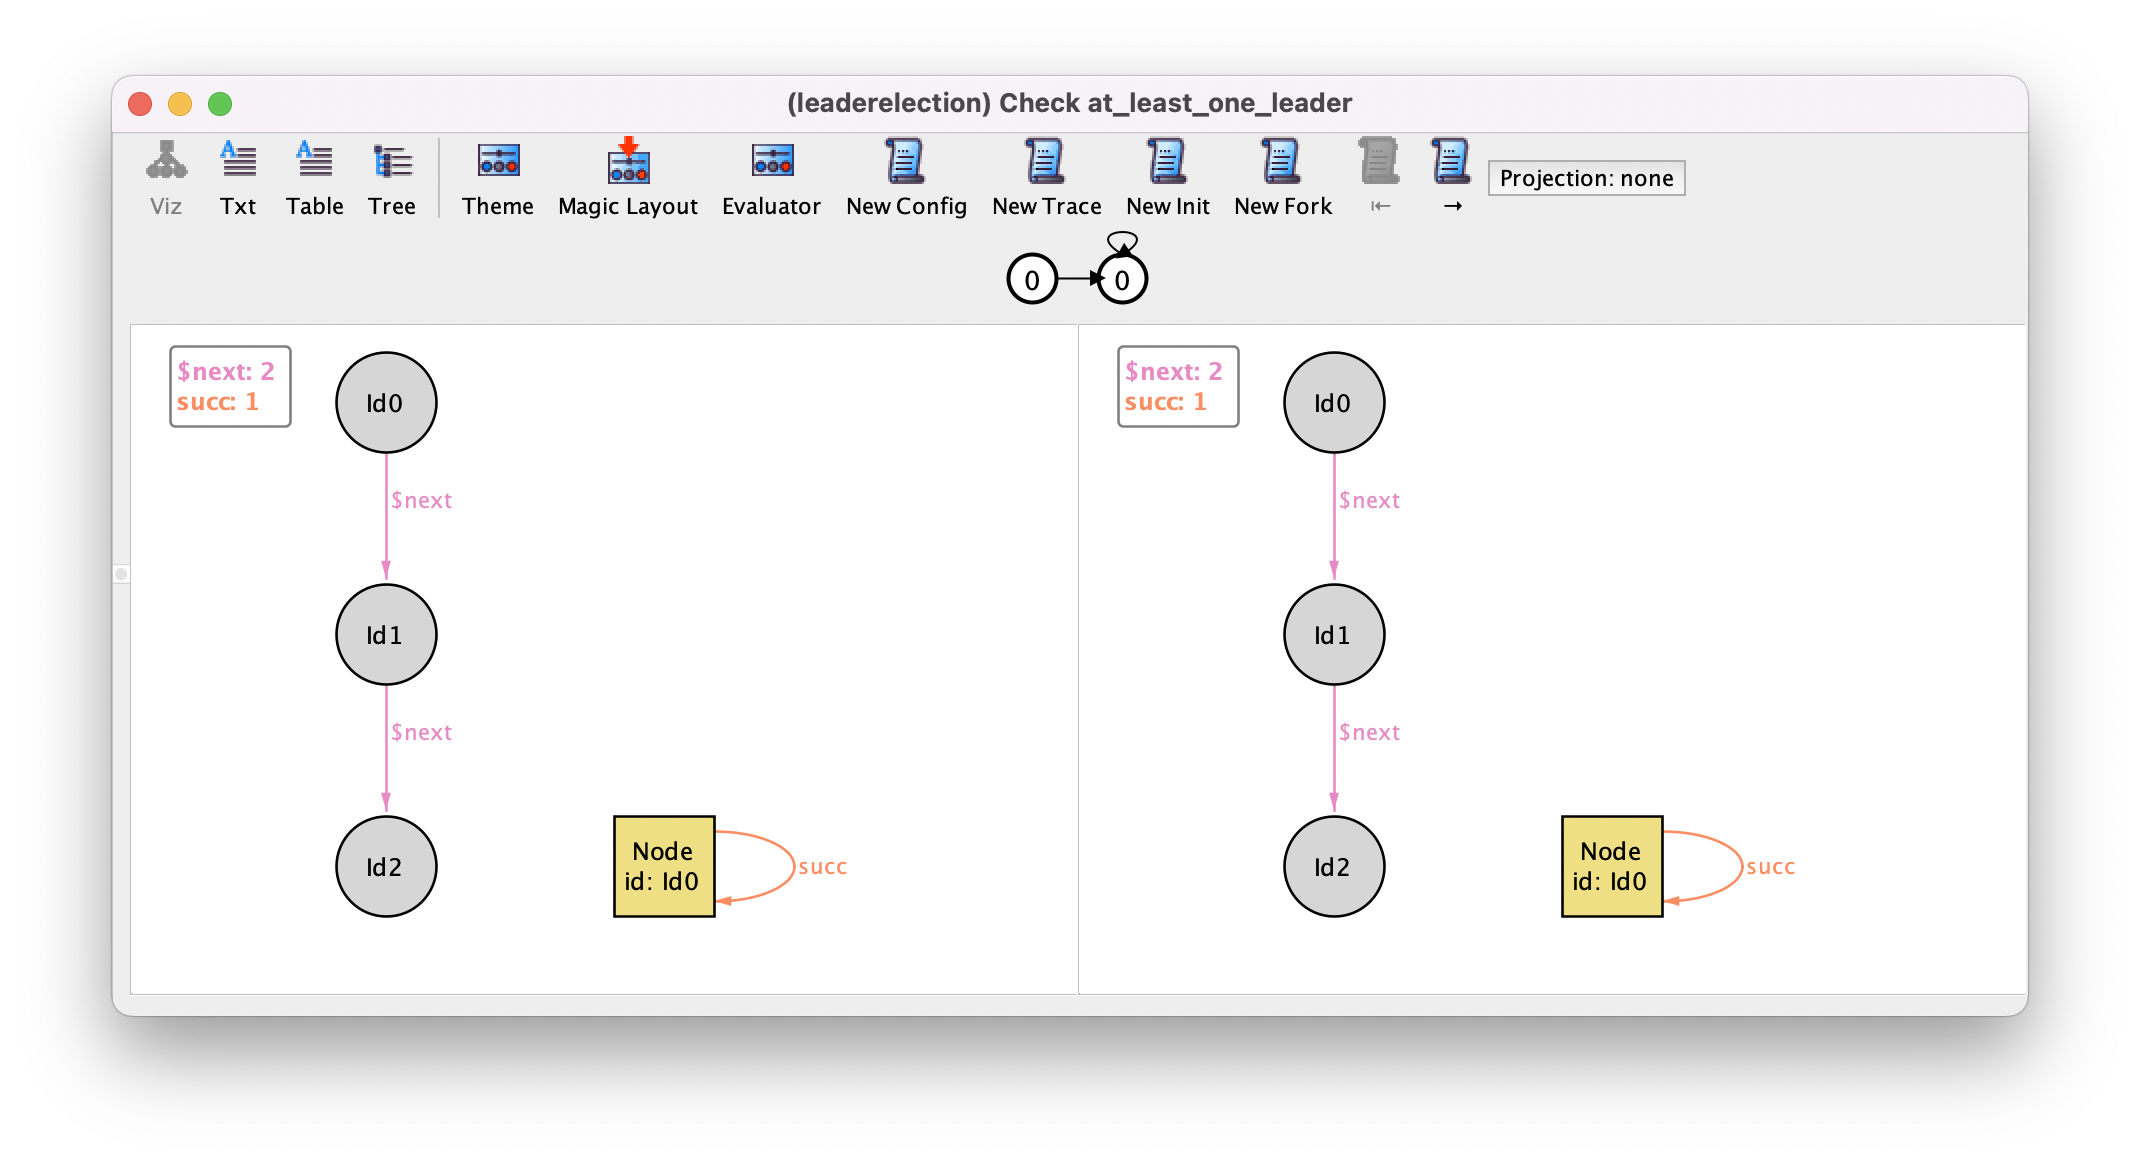 (leaderelection) Check at_least_one_leader
Viz Txt Table Tree Theme Magic Layout Evaluator New Config New Trace New Init New Fork ⇤ → Projection: none
0 0
$next: 2
succ: 1
Id0
$next
Id1
$next
Id2
Node
id: Id0
succ
$next: 2
succ: 1
Id0
$next
Id1
$next
Id2
Node
id: Id0
succ